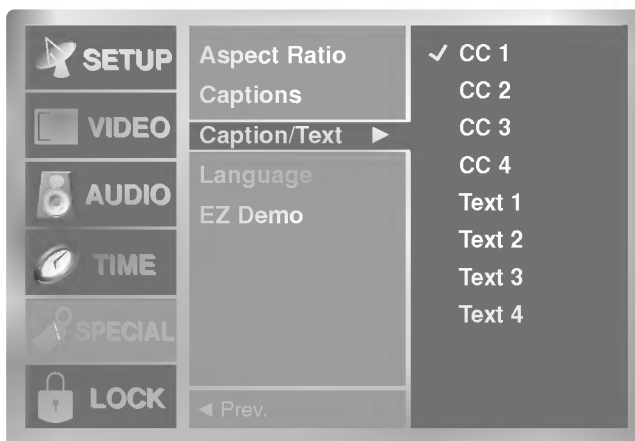 SETUP
VIDEO
AUDIO
TIME
SPECIAL
LOCK
Aspect Ratio
Captions
Caption/Text ►
Language
EZ Demo
◄ Prev.
✓ CC 1
CC 2
CC 3
CC 4
Text 1
Text 2
Text 3
Text 4